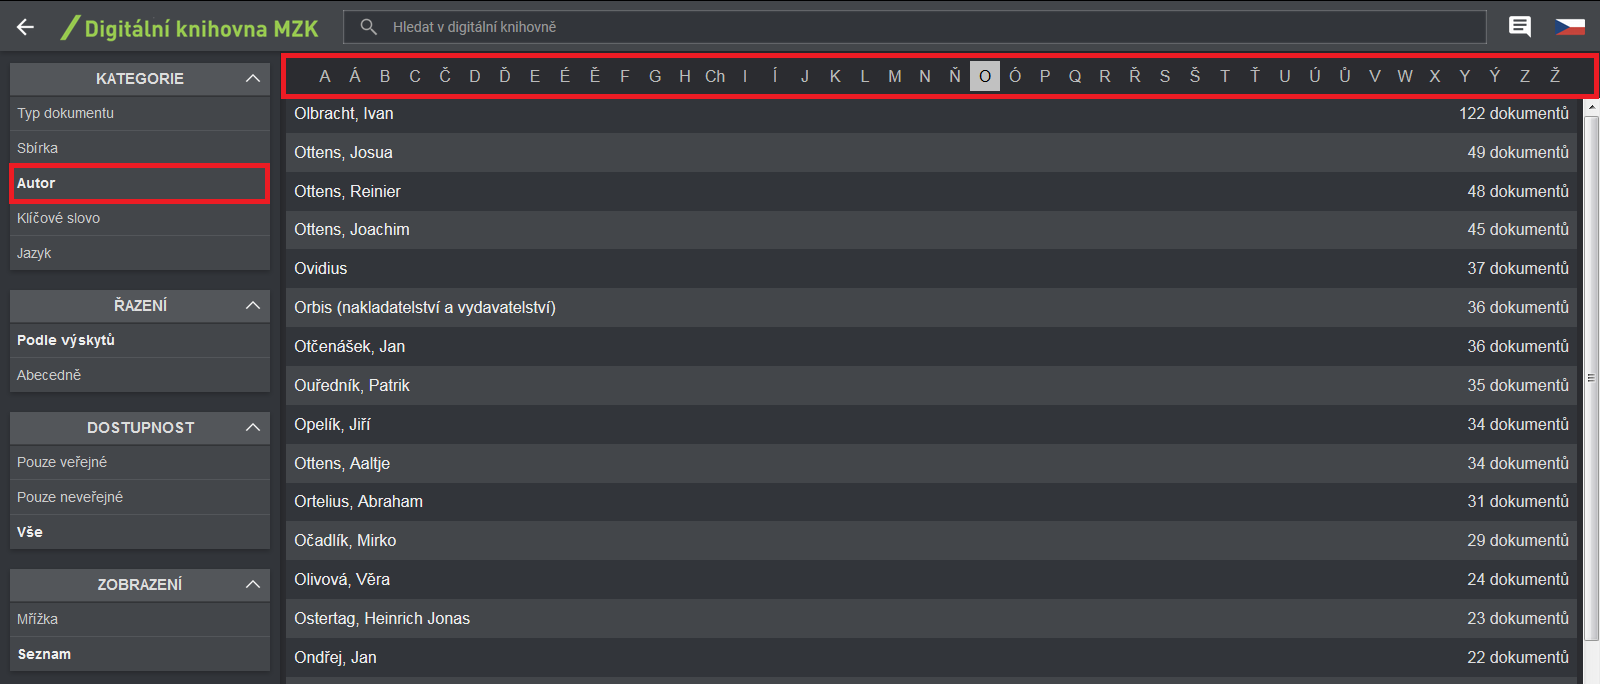 Digitální knihovna MZK
Hledat v digitální knihovně
KATEGORIE
Typ dokumentu
Sbírka
Autor
Klíčové slovo
Jazyk
ŘAZENÍ
Podle výskytů
Abecedně
DOSTUPNOST
Pouze veřejné
Pouze neveřejné
Vše
ZOBRAZENÍ
Mřížka
Seznam
A Á B C Č D Ď E É Ě F G H Ch I Í J K L M N Ň O Ó P Q R Ř S Š T Ť U Ú Ů V W X Y Ý Z Ž
Olbracht, Ivan 122 dokumentů
Ottens, Josua 49 dokumentů
Ottens, Reinier 48 dokumentů
Ottens, Joachim 45 dokumentů
Ovidius 37 dokumentů
Orbis (nakladatelství a vydavatelství) 36 dokumentů
Otčenášek, Jan 36 dokumentů
Ouředník, Patrik 35 dokumentů
Opelík, Jiří 34 dokumentů
Ottens, Aaltje 34 dokumentů
Ortelius, Abraham 31 dokumentů
Očadlík, Mirko 29 dokumentů
Olivová, Věra 24 dokumentů
Ostertag, Heinrich Jonas 23 dokumentů
Ondřej, Jan 22 dokumentů